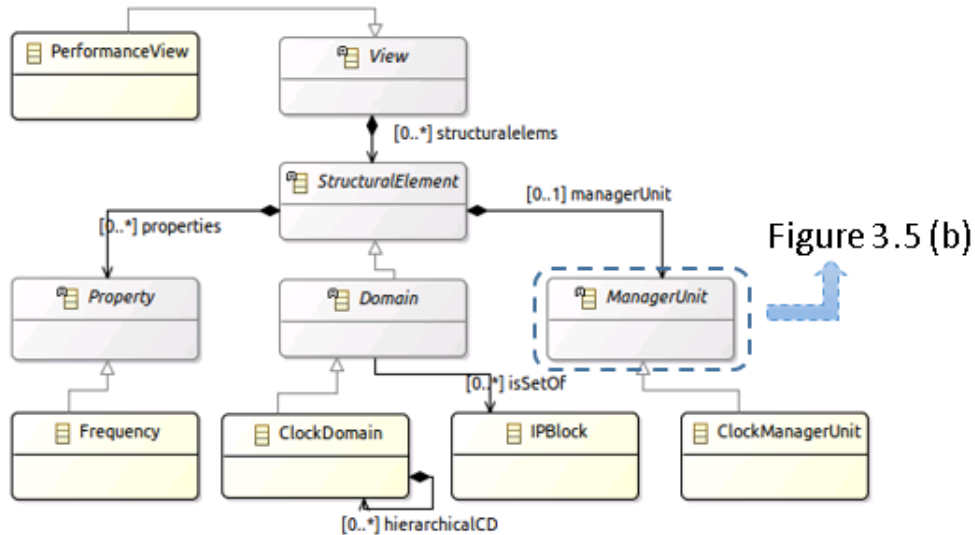 PerformanceView
View
[0..*] structuralelems
StructuralElement
[0..1] managerUnit
[0..*] properties
Figure 3.5 (b)
Property
Domain
ManagerUnit
[0..*] isSetOf
Frequency
ClockDomain
IPBlock
ClockManagerUnit
[0..*] hierarchicalCD